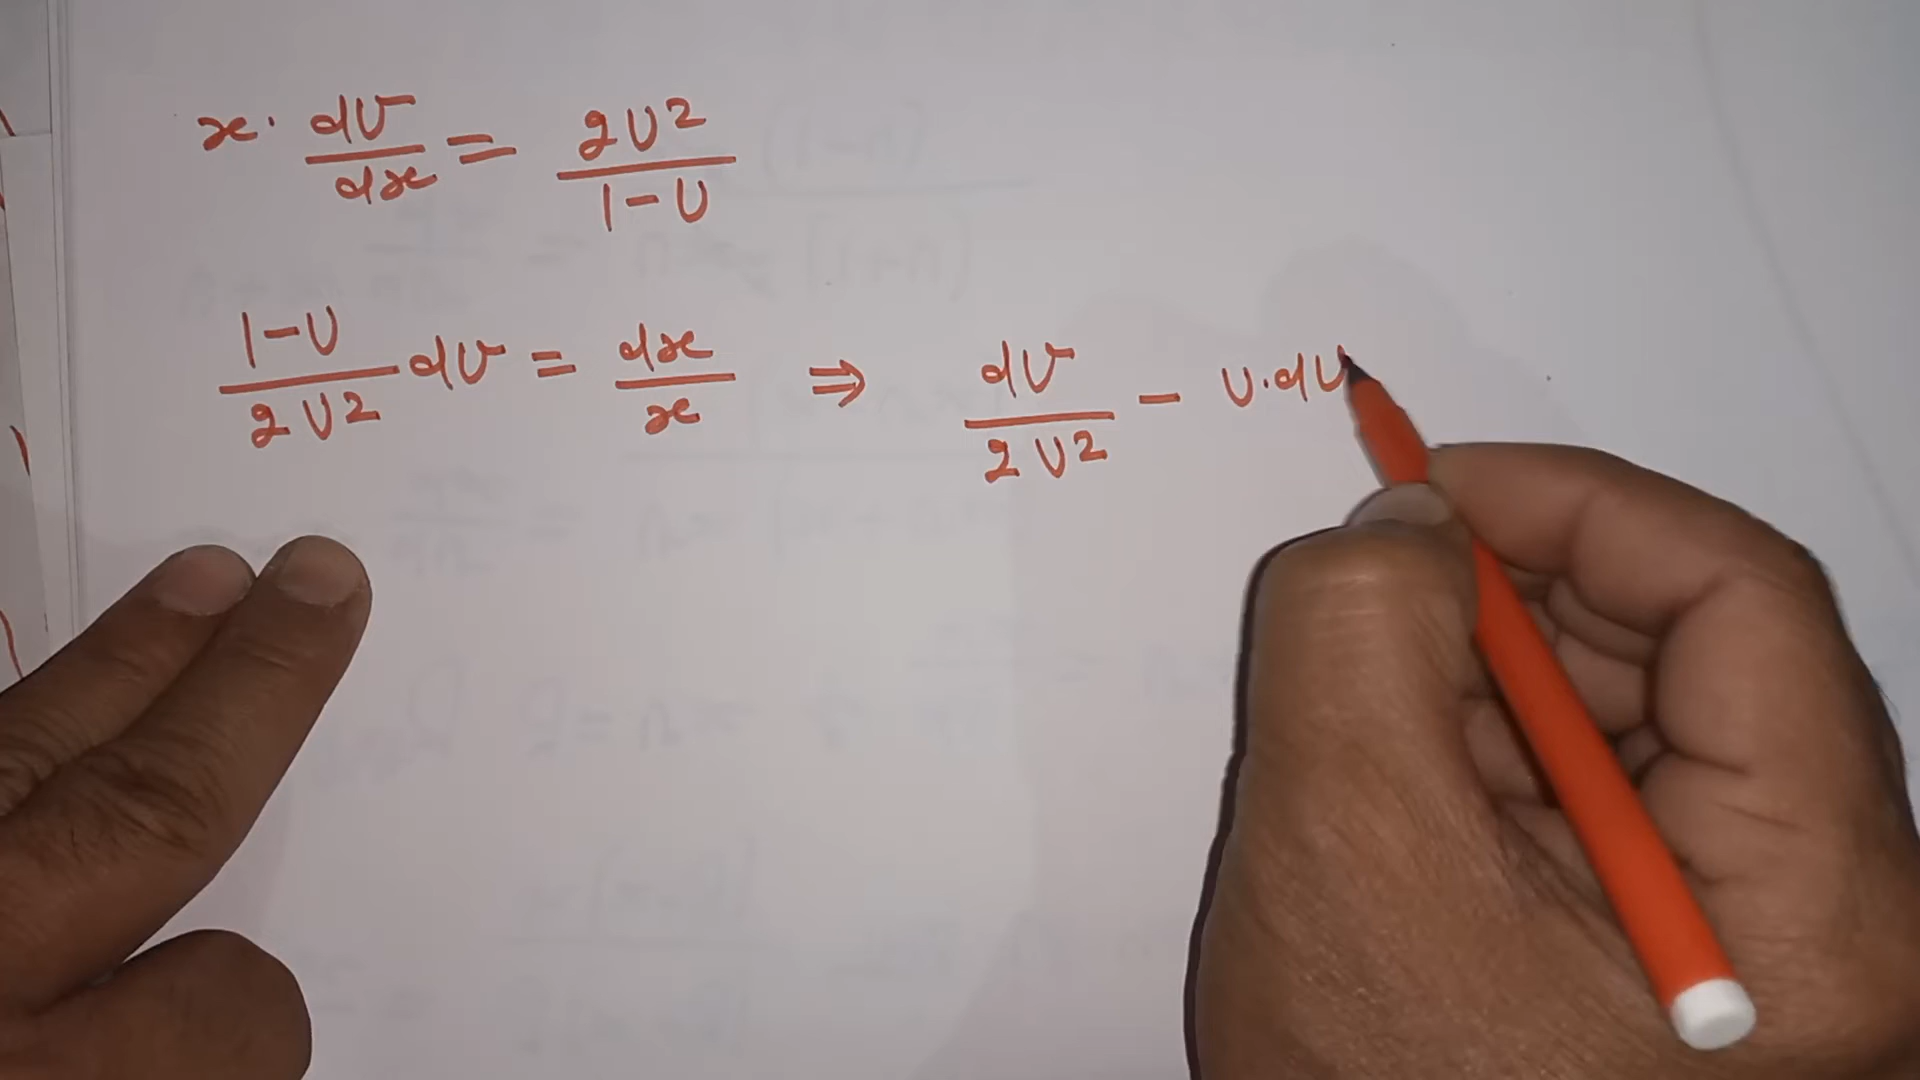 x· dv/dx = 2v²/1-v
1-v/2v² dv = dx/x ⇒ dv/2v² - v·dv